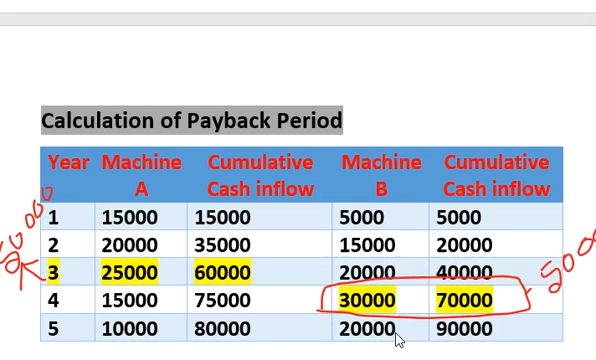 Calculation of Payback Period
Year Machine A Cumulative Cash inflow Machine B Cumulative Cash inflow
1 15000 15000 5000 5000
2 20000 35000 15000 20000
3 25000 60000 20000 40000
4 15000 75000 30000 70000
5 10000 80000 20000 90000
50000